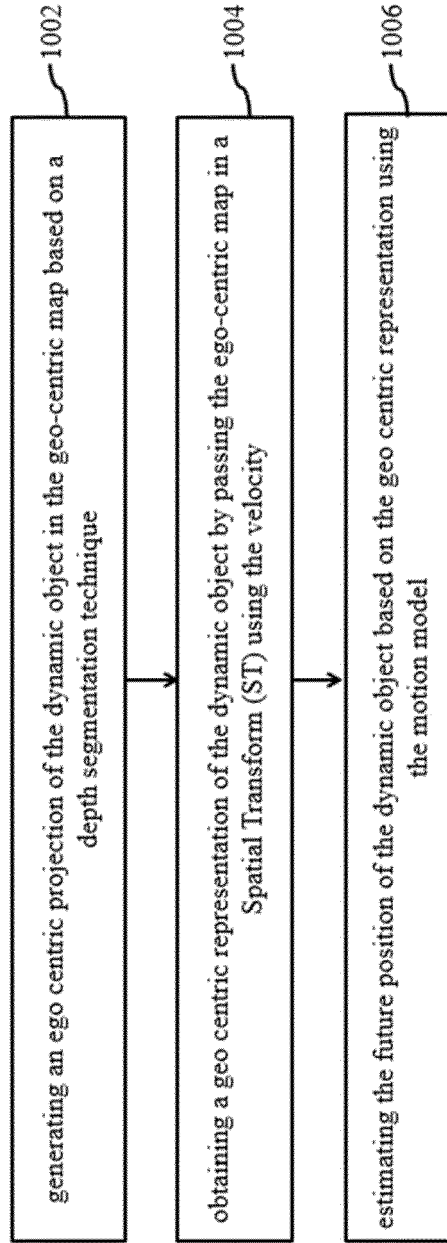 generating an ego centric projection of the dynamic object in the geo-centric map based on a
depth segmentation technique
1002
obtaining a geo centric representation of the dynamic object by passing the ego-centric map in a
Spatial Transform (ST) using the velocity
1004
estimating the future position of the dynamic object based on the geo centric representation using
the motion model
1006